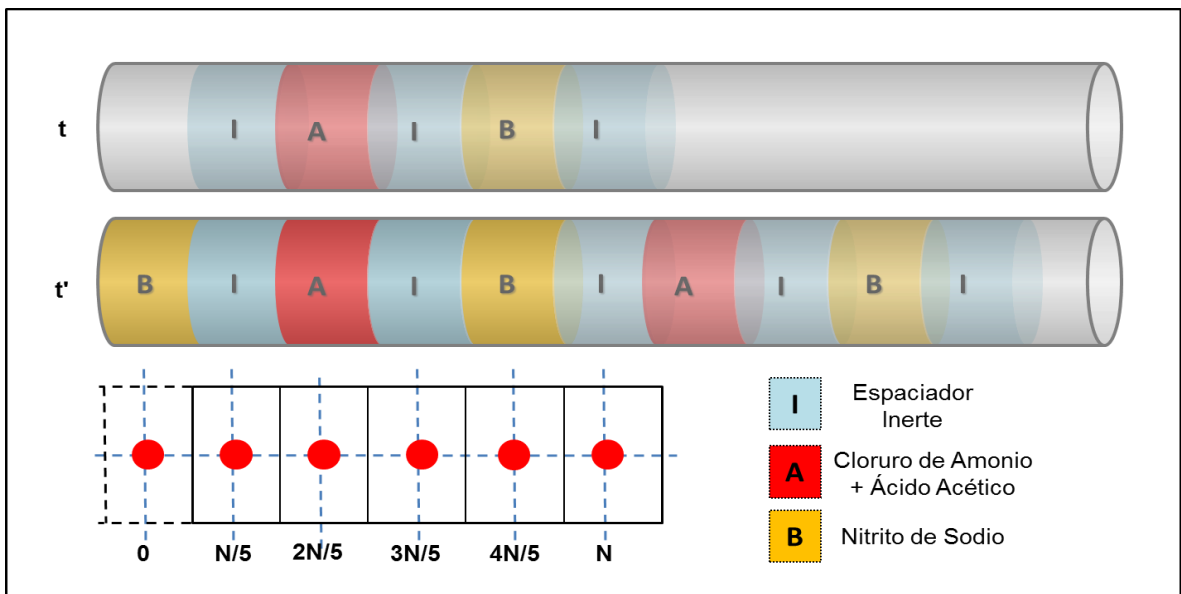 t
I
A
I
B
I
t'
B
I
A
I
B
I
A
I
B
I
0
N/5
2N/5
3N/5
4N/5
N
I
Espaciador
Inerte
A
Cloruro de Amonio
+ Ácido Acético
B
Nitrito de Sodio